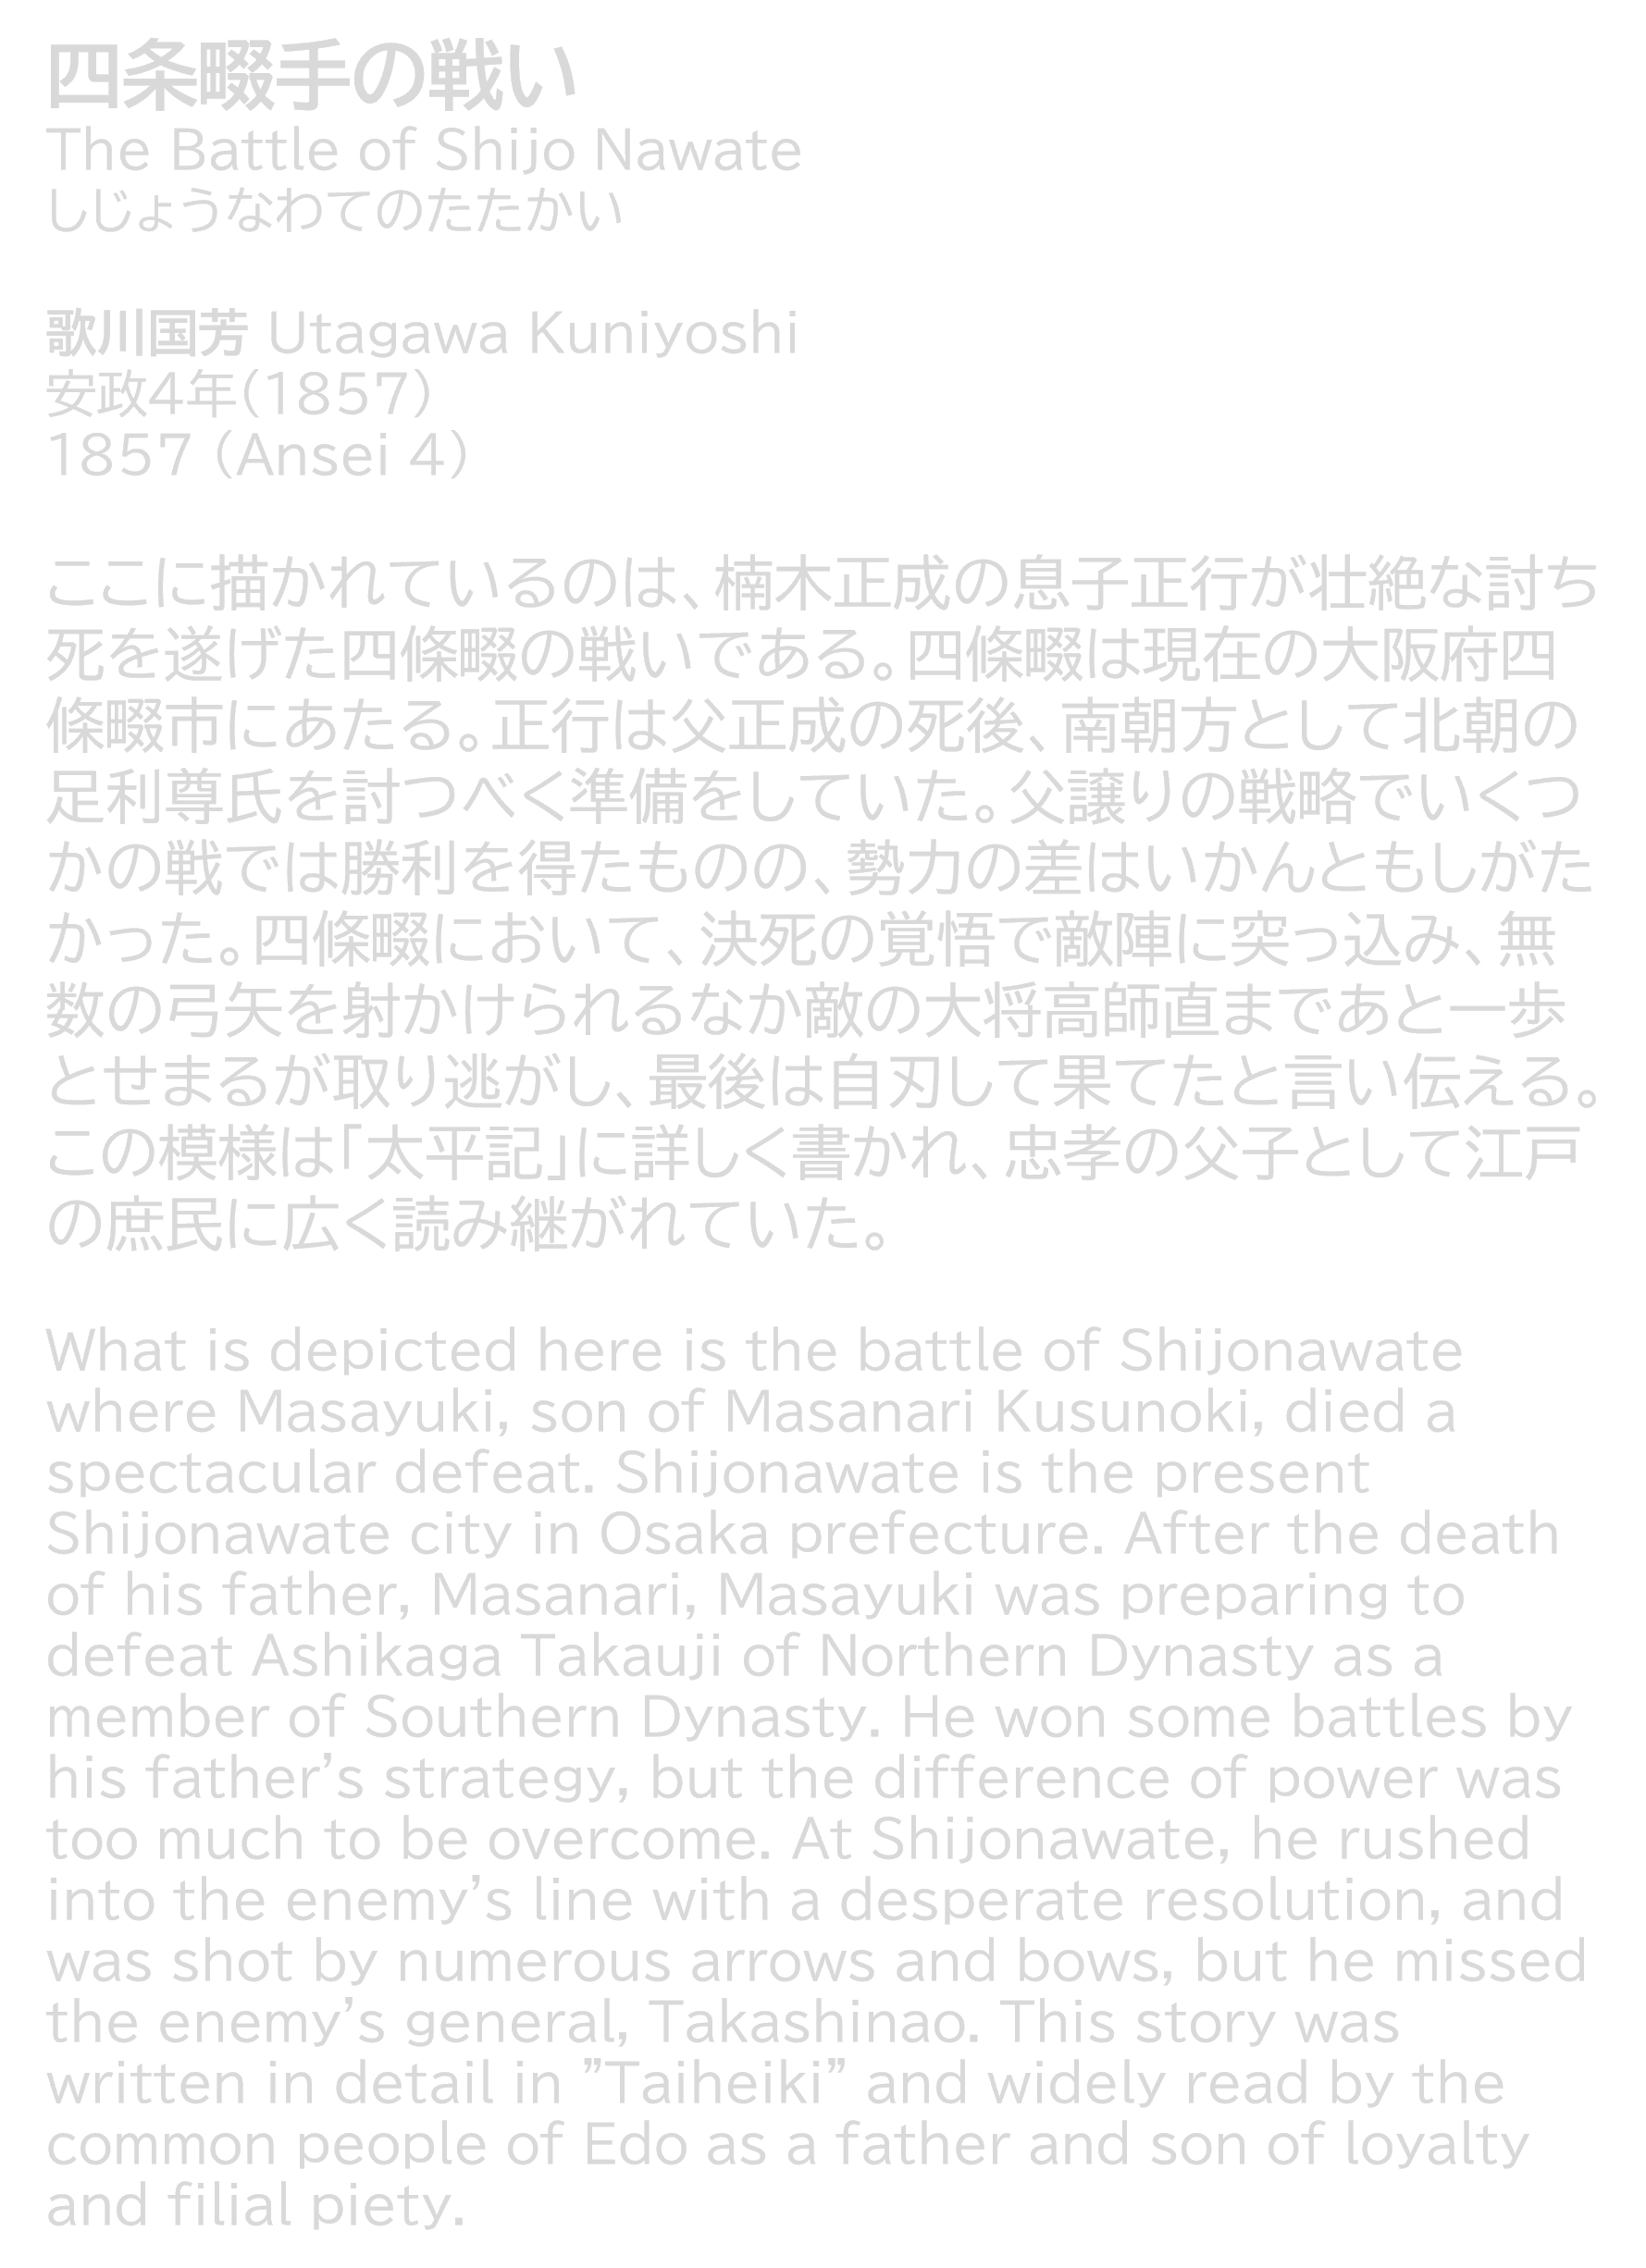 四条畷手の戦い
The Battle of Shijo Nawate
しじょうなわてのたたかい
歌川国芳 Utagawa Kuniyoshi
安政4年(1857)
1857 (Ansei 4)
ここに描かれているのは、楠木正成の息子正行が壮絶な討ち
死を遂げた四條畷の戦いである。四條畷は現在の大阪府四
條畷市にあたる。正行は父正成の死後、南朝方として北朝の
足利尊氏を討つべく準備をしていた。父譲りの戦略でいくつ
かの戦では勝利を得たものの、勢力の差はいかんともしがた
かった。四條畷において、決死の覚悟で敵陣に突っ込み、無
数の弓矢を射かけられるなか敵の大将高師直まであと一歩
とせまるが取り逃がし、最後は自刃して果てたと言い伝える。
この模様は「太平記」に詳しく書かれ、忠孝の父子として江戸
の庶民に広く読み継がれていた。
What is depicted here is the battle of Shijonawate
where Masayuki, son of Masanari Kusunoki, died a
spectacular defeat. Shijonawate is the present
Shijonawate city in Osaka prefecture. After the death
of his father, Masanari, Masayuki was preparing to
defeat Ashikaga Takauji of Northern Dynasty as a
member of Southern Dynasty. He won some battles by
his father’s strategy, but the difference of power was
too much to be overcome. At Shijonawate, he rushed
into the enemy’s line with a desperate resolution, and
was shot by numerous arrows and bows, but he missed
the enemy’s general, Takashinao. This story was
written in detail in ”Taiheiki” and widely read by the
common people of Edo as a father and son of loyalty
and filial piety.